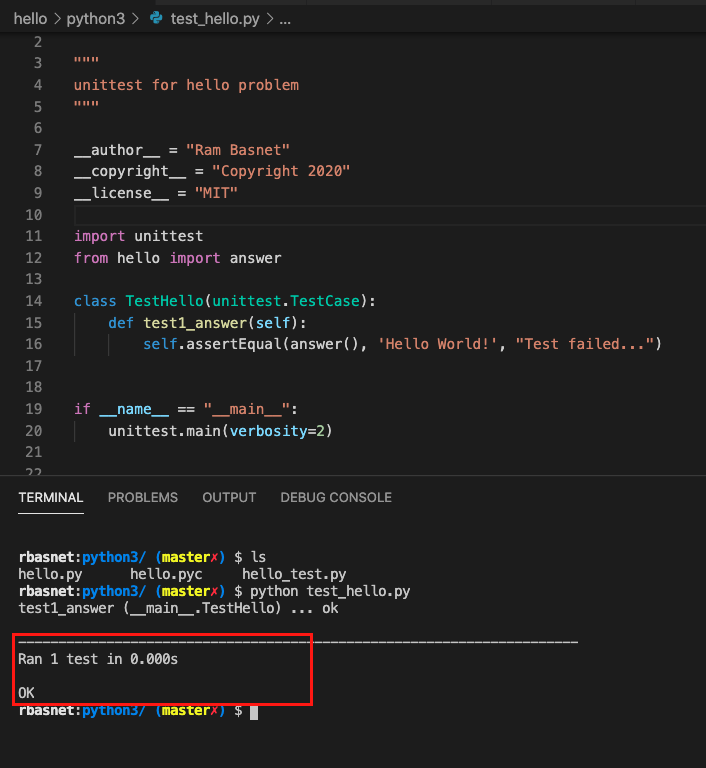 hello > python3 > test_hello.py > ...
2
3 """
4 unittest for hello problem
5 """
6
7 __author__ = "Ram Basnet"
8 __copyright__ = "Copyright 2020"
9 __license__ = "MIT"
10
11 import unittest
12 from hello import answer
13
14 class TestHello(unittest.TestCase):
15     def test1_answer(self):
16         self.assertEqual(answer(), 'Hello World!', "Test failed...")
17
18
19 if __name__ == "__main__":
20     unittest.main(verbosity=2)
21
22
TERMINAL PROBLEMS OUTPUT DEBUG CONSOLE
rbasnet:python3/ (master✗) $ ls
hello.py      hello.pyc     hello_test.py
rbasnet:python3/ (master✗) $ python test_hello.py
test1_answer (__main__.TestHello) ... ok
----------------------------------------------------------------------
Ran 1 test in 0.000s
OK
rbasnet:python3/ (master✗) $